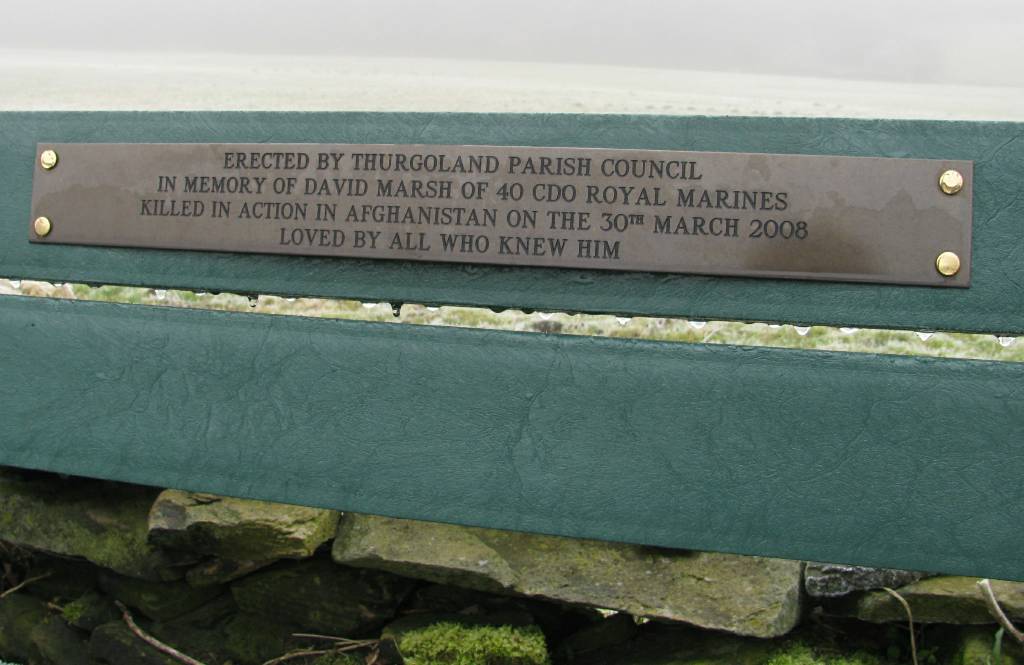 ERECTED BY THURGOLAND PARISH COUNCIL
IN MEMORY OF DAVID MARSH OF 40 CDO ROYAL MARINES
KILLED IN ACTION IN AFGHANISTAN ON THE 30TH MARCH 2008
LOVED BY ALL WHO KNEW HIM